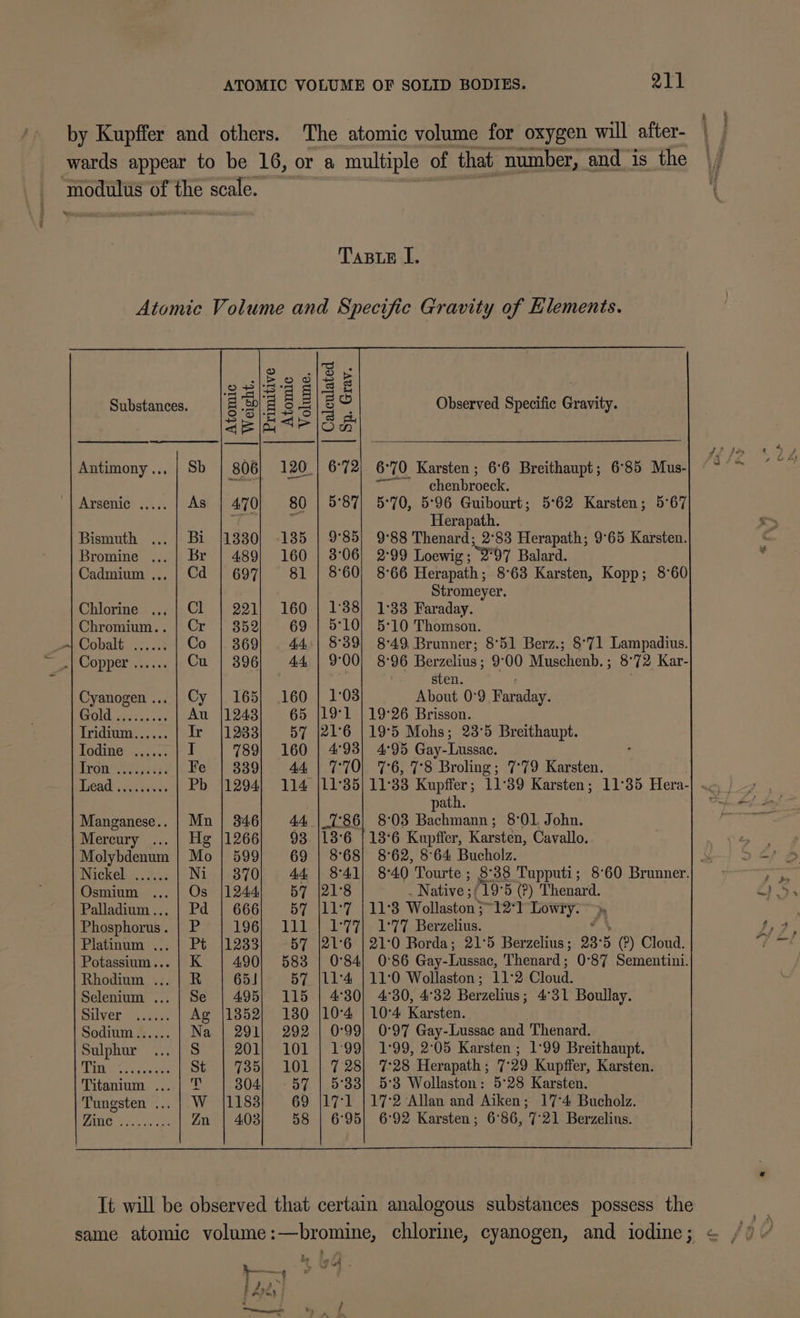 ATOMIC VOLUME OF SOLID BODIES. 211
by Kupffer and others. The atomic volume for oxygen will after-
wards appear to be 16, or a multiple of that number, and is the
modulus of the scale.
TABLE I.
Atomic Volume and Specific Gravity of Elements.
Substances. Atomic Weight. Primitive Atomic Volume. Calculated Sp. Grav. Observed Specific Gravity.
Antimony ... Sb 806 120 6·72 6·70 Karsten; 6·6 Breithaupt; 6·85 Mus-
chenbroeck.
Arsenic ..... As 470 80 5·87 5·70, 5·96 Guibourt; 5·62 Karsten; 5·67
Herapath.
Bismuth ... Bi 1330 135 9·85 9·88 Thenard; 2·83 Herapath; 9·65 Karsten.
Bromine ... Br 489 160 3·06 2·99 Loewig; 2·97 Balard.
Cadmium ... Cd 697 81 8·60 8·66 Herapath; 8·63 Karsten, Kopp; 8·60
Stromeyer.
Chlorine ... Cl 221 160 1·38 1·33 Faraday.
Chromium.. Cr 352 69 5·10 5·10 Thomson.
Cobalt ...... Co 369 44 8·39 8·49 Brunner; 8·51 Berz.; 8·71 Lampadius.
Copper ...... Cu 396 44 9·00 8·96 Berzelius; 9·00 Muschenb.; 8·72 Kar-
sten.
Cyanogen ... Cy 165 160 1·03 About 0·9 Faraday.
Gold ......... Au 1243 65 19·1 19·26 Brisson.
Iridium...... Ir 1233 57 21·6 19·5 Mohs; 23·5 Breithaupt.
Iodine ...... I 789 160 4·93 4·95 Gay-Lussac.
Iron ......... Fe 339 44 7·70 7·6, 7·8 Broling; 7·79 Karsten.
Lead ......... Pb 1294 114 11·35 11·33 Kupffer; 11·39 Karsten; 11·35 Hera-
path.
Manganese.. Mn 346 44 7·86 8·03 Bachmann; 8·01 John.
Mercury ... Hg 1266 93 13·6 13·6 Kupffer, Karsten, Cavallo.
Molybdenum Mo 599 69 8·68 8·62, 8·64 Bucholz.
Nickel ...... Ni 370 44 8·41 8·40 Tourte; 8·38 Tupputi; 8·60 Brunner.
Osmium ... Os 1244 57 21·8 Native; 19·5 (?) Thenard.
Palladium... Pd 666 57 11·7 11·3 Wollaston; 12·1 Lowry.
Phosphorus. P 196 111 1·77 1·77 Berzelius.
Platinum ... Pt 1233 57 21·6 21·0 Borda; 21·5 Berzelius; 23·5 (?) Cloud.
Potassium... K 490 583 0·84 0·86 Gay-Lussac, Thenard; 0·87 Sementini.
Rhodium ... R 651 57 11·4 11·0 Wollaston; 11·2 Cloud.
Selenium ... Se 495 115 4·30 4·30, 4·32 Berzelius; 4·31 Boullay.
Silver ...... Ag 1352 130 10·4 10·4 Karsten.
Sodium ...... Na 291 292 0·99 0·97 Gay-Lussac and Thenard.
Sulphur ... S 201 101 1·99 1·99, 2·05 Karsten; 1·99 Breithaupt.
Tin ......... St 735 101 7 28 7·28 Herapath; 7·29 Kupffer, Karsten.
Titanium ... T 304 57 5·33 5·3 Wollaston: 5·28 Karsten.
Tungsten ... W 1183 69 17·1 17·2 Allan and Aiken; 17·4 Bucholz.
Zinc ......... Zn 403 58 6·95 6·92 Karsten; 6·86, 7·21 Berzelius.
It will be observed that certain analogous substances possess the
same atomic volume:—bromine, chlorine, cyanogen, and iodine;